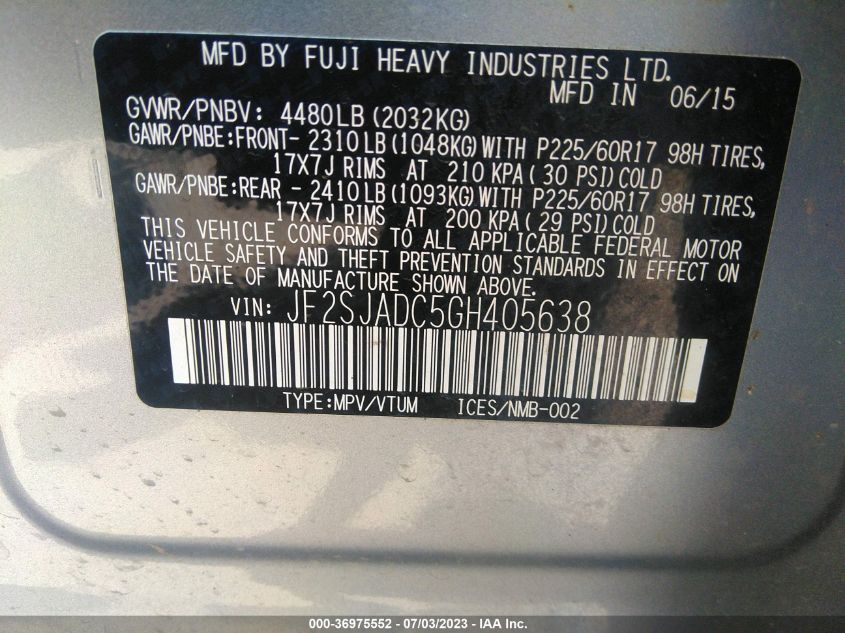 MFD BY FUJI HEAVY INDUSTRIES LTD.
MFD IN 06/15
GVWR/PNBV: 4480LB (2032KG)
GAWR/PNBE:FRONT- 2310LB (1048KG) WITH P225/60R17 98H TIRES,
17X7J RIMS AT 210 KPA ( 30 PSI) COLD
GAWR/PNBE:REAR - 2410LB (1093KG) WITH P225/60R17 98H TIRES,
17X7J RIMS AT 200 KPA ( 29 PSI) COLD
THIS VEHICLE CONFORMS TO ALL APPLICABLE FEDERAL MOTOR
VEHICLE SAFETY AND THEFT PREVENTION STANDARDS IN EFFECT ON
THE DATE OF MANUFACTURE SHOWN ABOVE.
VIN: JF2SJADC5GH405638
TYPE:MPV/VTUM ICES/NMB-002
000-36975552 - 07/03/2023 - IAA Inc.